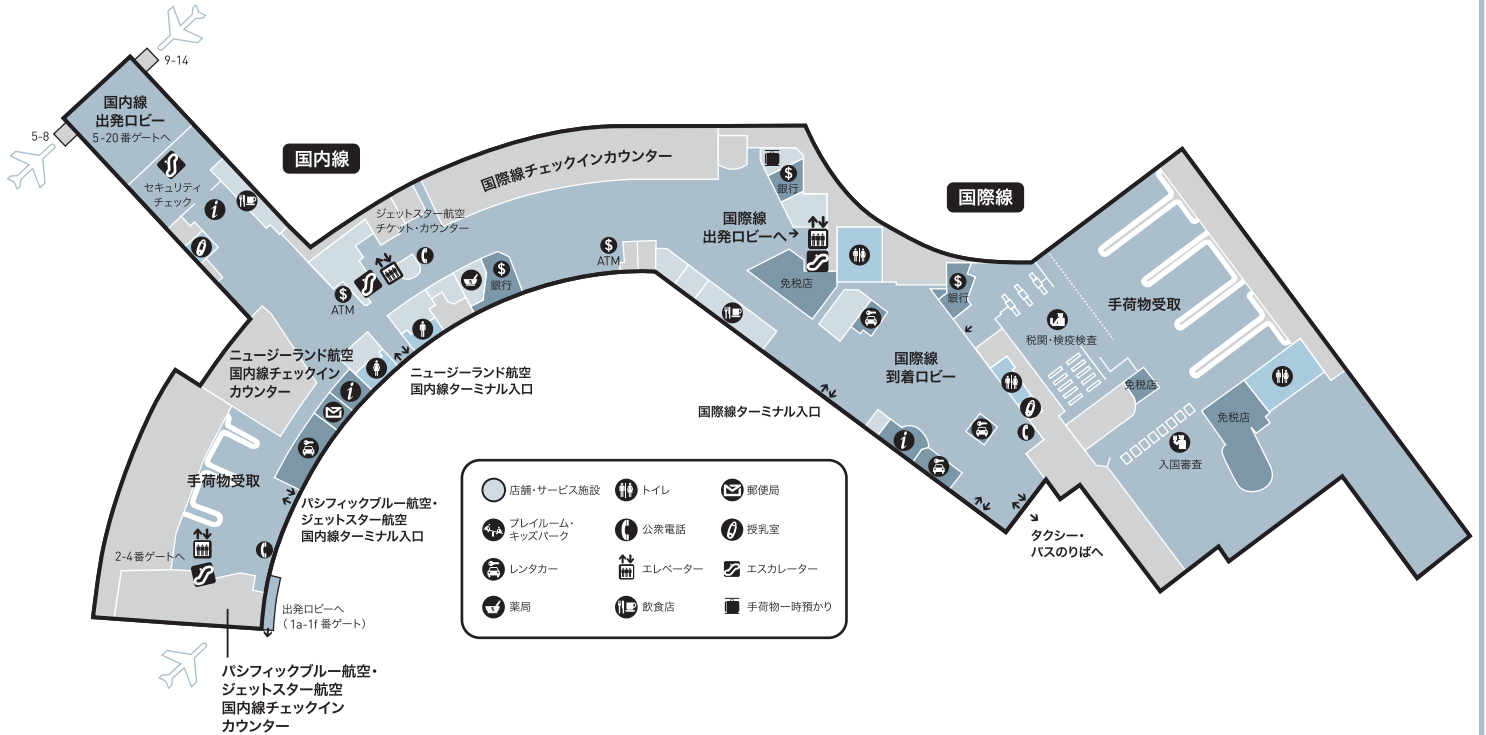 9-14
国内線
出発ロビー
5-20番ゲートへ
5-8
セキュリティ
チェック
国内線
国際線チェックインカウンター
ジェットスター航空
チケット・カウンター
ATM
銀行
ATM
銀行
国際線
出発ロビーへ
免税店
国際線
銀行
手荷物受取
税関・検疫検査
免税店
免税店
入国審査
国際線
到着ロビー
ニュージーランド航空
国内線チェックイン
カウンター
ニュージーランド航空
国内線ターミナル入口
国際線ターミナル入口
手荷物受取
パシフィックブルー航空・
ジェットスター航空
国内線ターミナル入口
2-4番ゲートへ
出発ロビーへ
(1a-1f 番ゲート)
パシフィックブルー航空・
ジェットスター航空
国内線チェックイン
カウンター
タクシー・
バスのりばへ
店舗・サービス施設
トイレ
郵便局
プレイルーム・
キッズパーク
公衆電話
授乳室
レンタカー
エレベーター
エスカレーター
薬局
飲食店
手荷物一時預かり